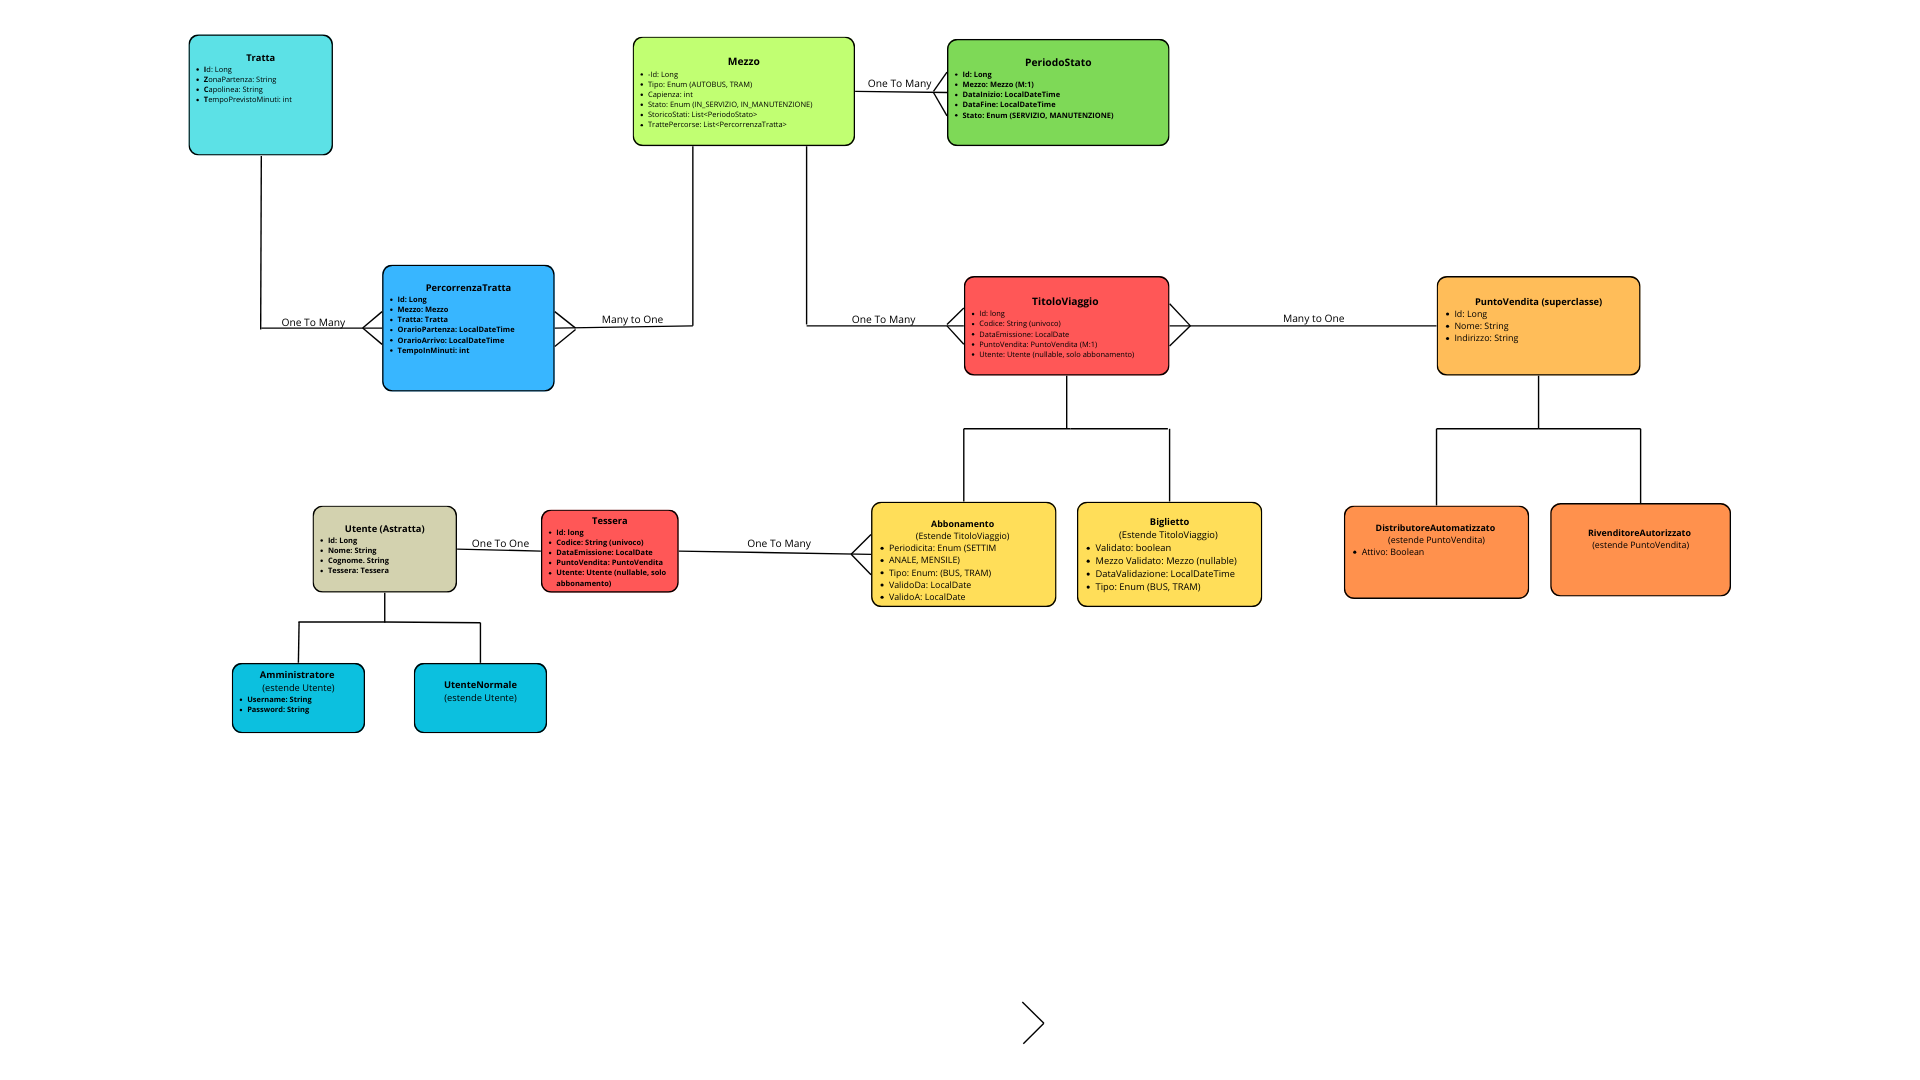 Tratta
Id: Long
ZonaPartenza: String
Capolinea: String
TempoPrevistoMinuti: int
Mezzo
-Id: Long
Tipo: Enum (AUTOBUS, TRAM)
Capienza: int
Stato: Enum (IN_SERVIZIO, IN_MANUTENZIONE)
StoricoStati: List<PeriodoStato>
TrattePercorse: List<PercorrenzaTratta>
One To Many
PeriodoStato
Id: Long
Mezzo: Mezzo (M:1)
DataInizio: LocalDateTime
DataFine: LocalDateTime
Stato: Enum (SERVIZIO, MANUTENZIONE)
One To Many
PercorrenzaTratta
Id: Long
Mezzo: Mezzo
Tratta: Tratta
OrarioPartenza: LocalDateTime
OrarioArrivo: LocalDateTime
TempoInMinuti: int
Many to One
One To Many
TitoloViaggio
Id: long
Codice: String (univoco)
DataEmissione: LocalDate
PuntoVendita: PuntoVendita (M:1)
Utente: Utente (nullable, solo abbonamento)
Many to One
PuntoVendita (superclasse)
Id: Long
Nome: String
Indirizzo: String
Utente (Astratta)
Id: Long
Nome: String
Cognome. String
Tessera: Tessera
One To One
Tessera
Id: long
Codice: String (univoco)
DataEmissione: LocalDate
PuntoVendita: PuntoVendita
Utente: Utente (nullable, solo
abbonamento)
One To Many
Abbonamento
(Estende TitoloViaggio)
Periodicita: Enum (SETTIM
ANALE, MENSILE)
Tipo: Enum: (BUS, TRAM)
ValidoDa: LocalDate
ValidoA: LocalDate
Biglietto
(Estende TitoloViaggio)
Validato: boolean
Mezzo Validato: Mezzo (nullable)
DataValidazione: LocalDateTime
Tipo: Enum (BUS, TRAM)
DistributoreAutomatizzato
(estende PuntoVendita)
Attivo: Boolean
RivenditoreAutorizzato
(estende PuntoVendita)
Amministratore
(estende Utente)
Username: String
Password: String
UtenteNormale
(estende Utente)